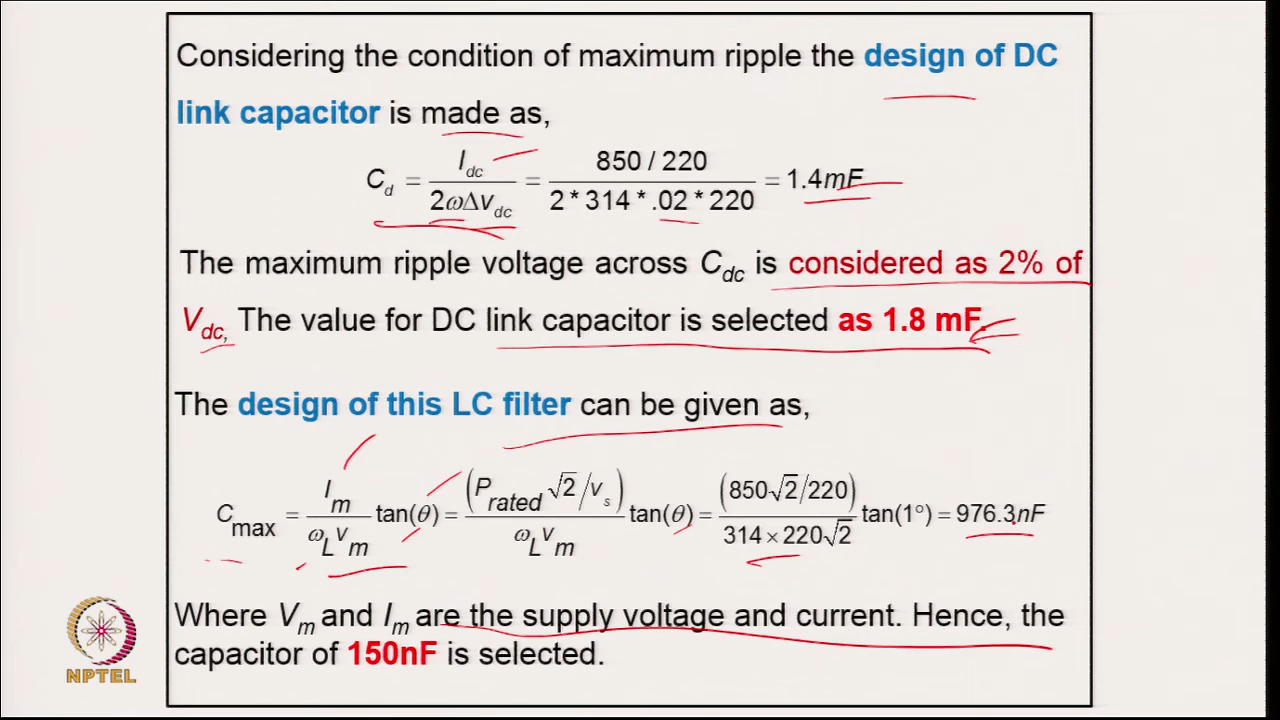 Considering the condition of maximum ripple the design of DC
link capacitor is made as,
C_d = I_dc / (2ωΔv_dc) = (850 / 220) / (2 * 314 * .02 * 220) = 1.4mF
The maximum ripple voltage across C_dc is considered as 2% of
V_dc, The value for DC link capacitor is selected as 1.8 mF.
The design of this LC filter can be given as,
C_max = I_m / (ω_L v_m) tan(θ) = (P_rated √2 / v_s) / (ω_L v_m) tan(θ) = (850√2/220) / (314 × 220√2) tan(1°) = 976.3nF
Where V_m and I_m are the supply voltage and current. Hence, the
capacitor of 150nF is selected.
NPTEL